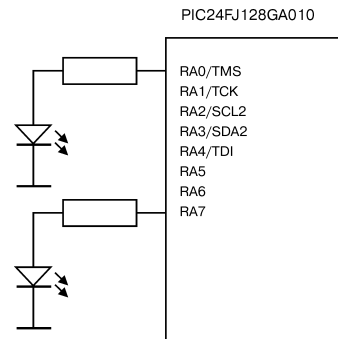 PIC24FJ128GA010
RA0/TMS
RA1/TCK
RA2/SCL2
RA3/SDA2
RA4/TDI
RA5
RA6
RA7